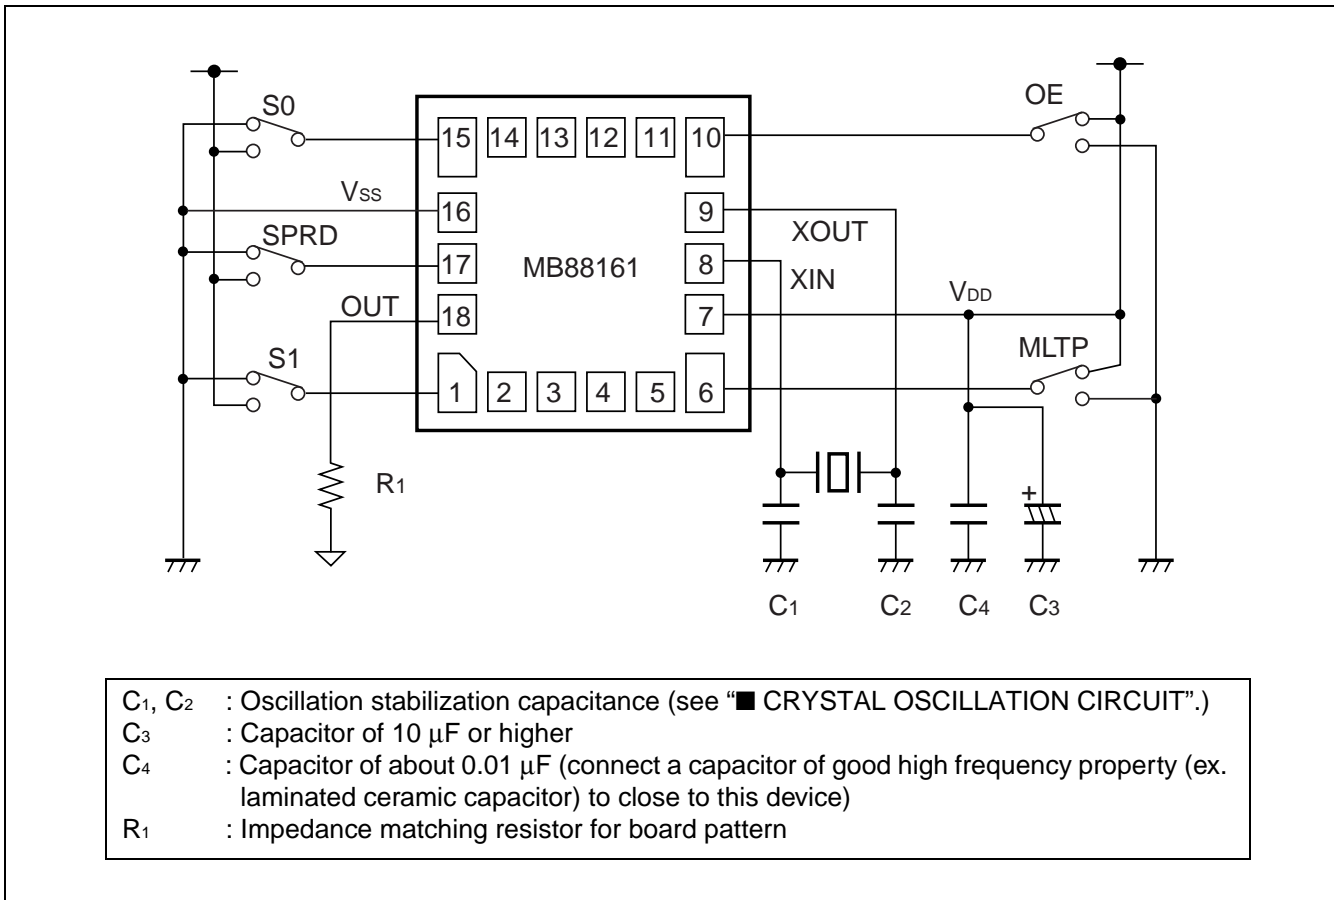 S0
OE
15 14 13 12 11 10
VSS
16
9
XOUT
SPRD
17
MB88161
8
XIN
OUT
18
7
VDD
S1
MLTP
1 2 3 4 5 6
R1
+
C1 C2 C4 C3
C1, C2 : Oscillation stabilization capacitance (see “■ CRYSTAL OSCILLATION CIRCUIT”.)
C3 : Capacitor of 10 μF or higher
C4 : Capacitor of about 0.01 μF (connect a capacitor of good high frequency property (ex.
laminated ceramic capacitor) to close to this device)
R1 : Impedance matching resistor for board pattern